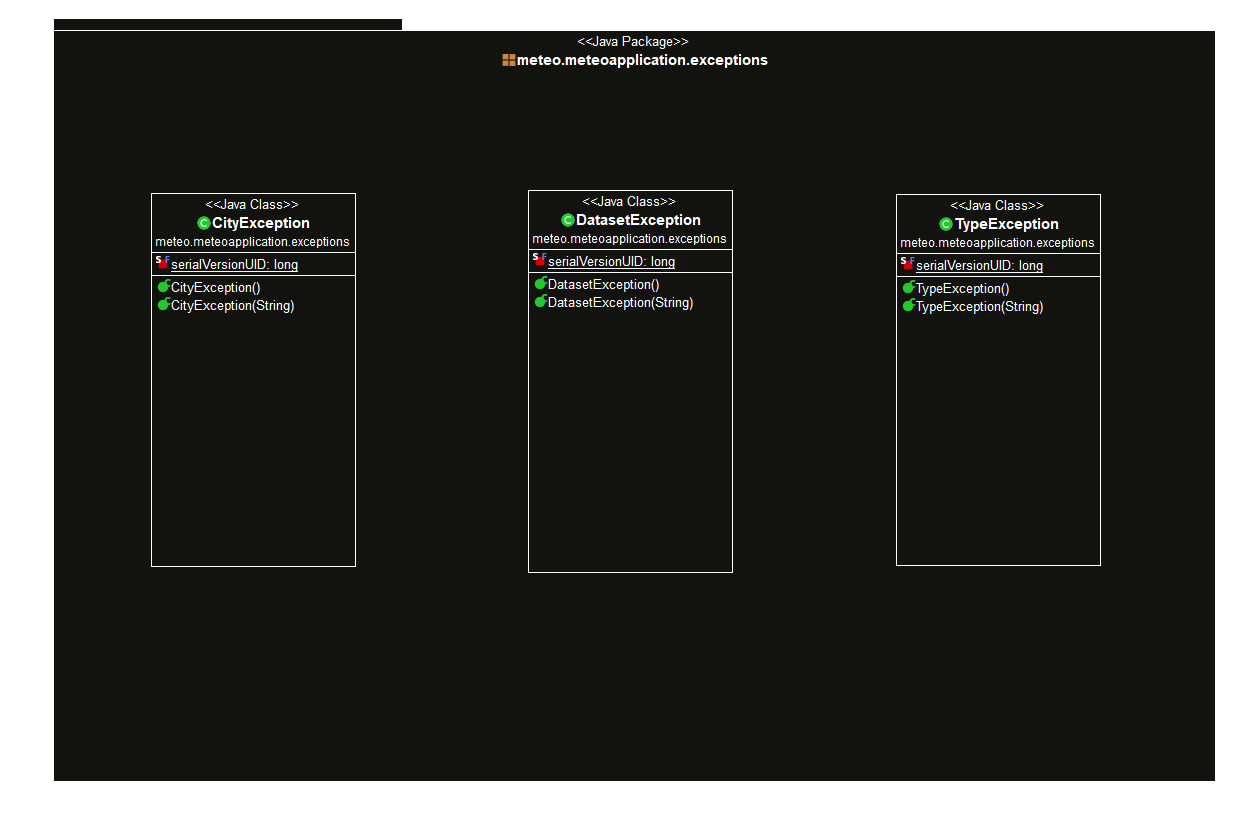 <<Java Package>>
meteo.meteoapplication.exceptions
<<Java Class>>
CityException
meteo.meteoapplication.exceptions
serialVersionUID: long
CityException()
CityException(String)
<<Java Class>>
DatasetException
meteo.meteoapplication.exceptions
serialVersionUID: long
DatasetException()
DatasetException(String)
<<Java Class>>
TypeException
meteo.meteoapplication.exceptions
serialVersionUID: long
TypeException()
TypeException(String)